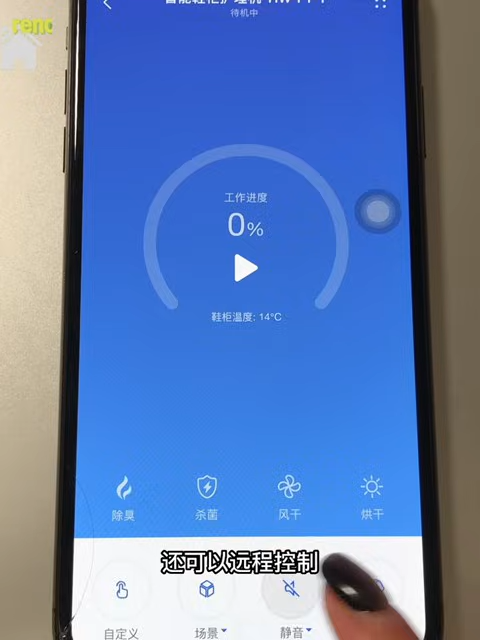 待机中
renc
工作进度
0%
鞋柜温度: 14°C
除臭
杀菌
风干
烘干
还可以远程控制
自定义
场景
静音